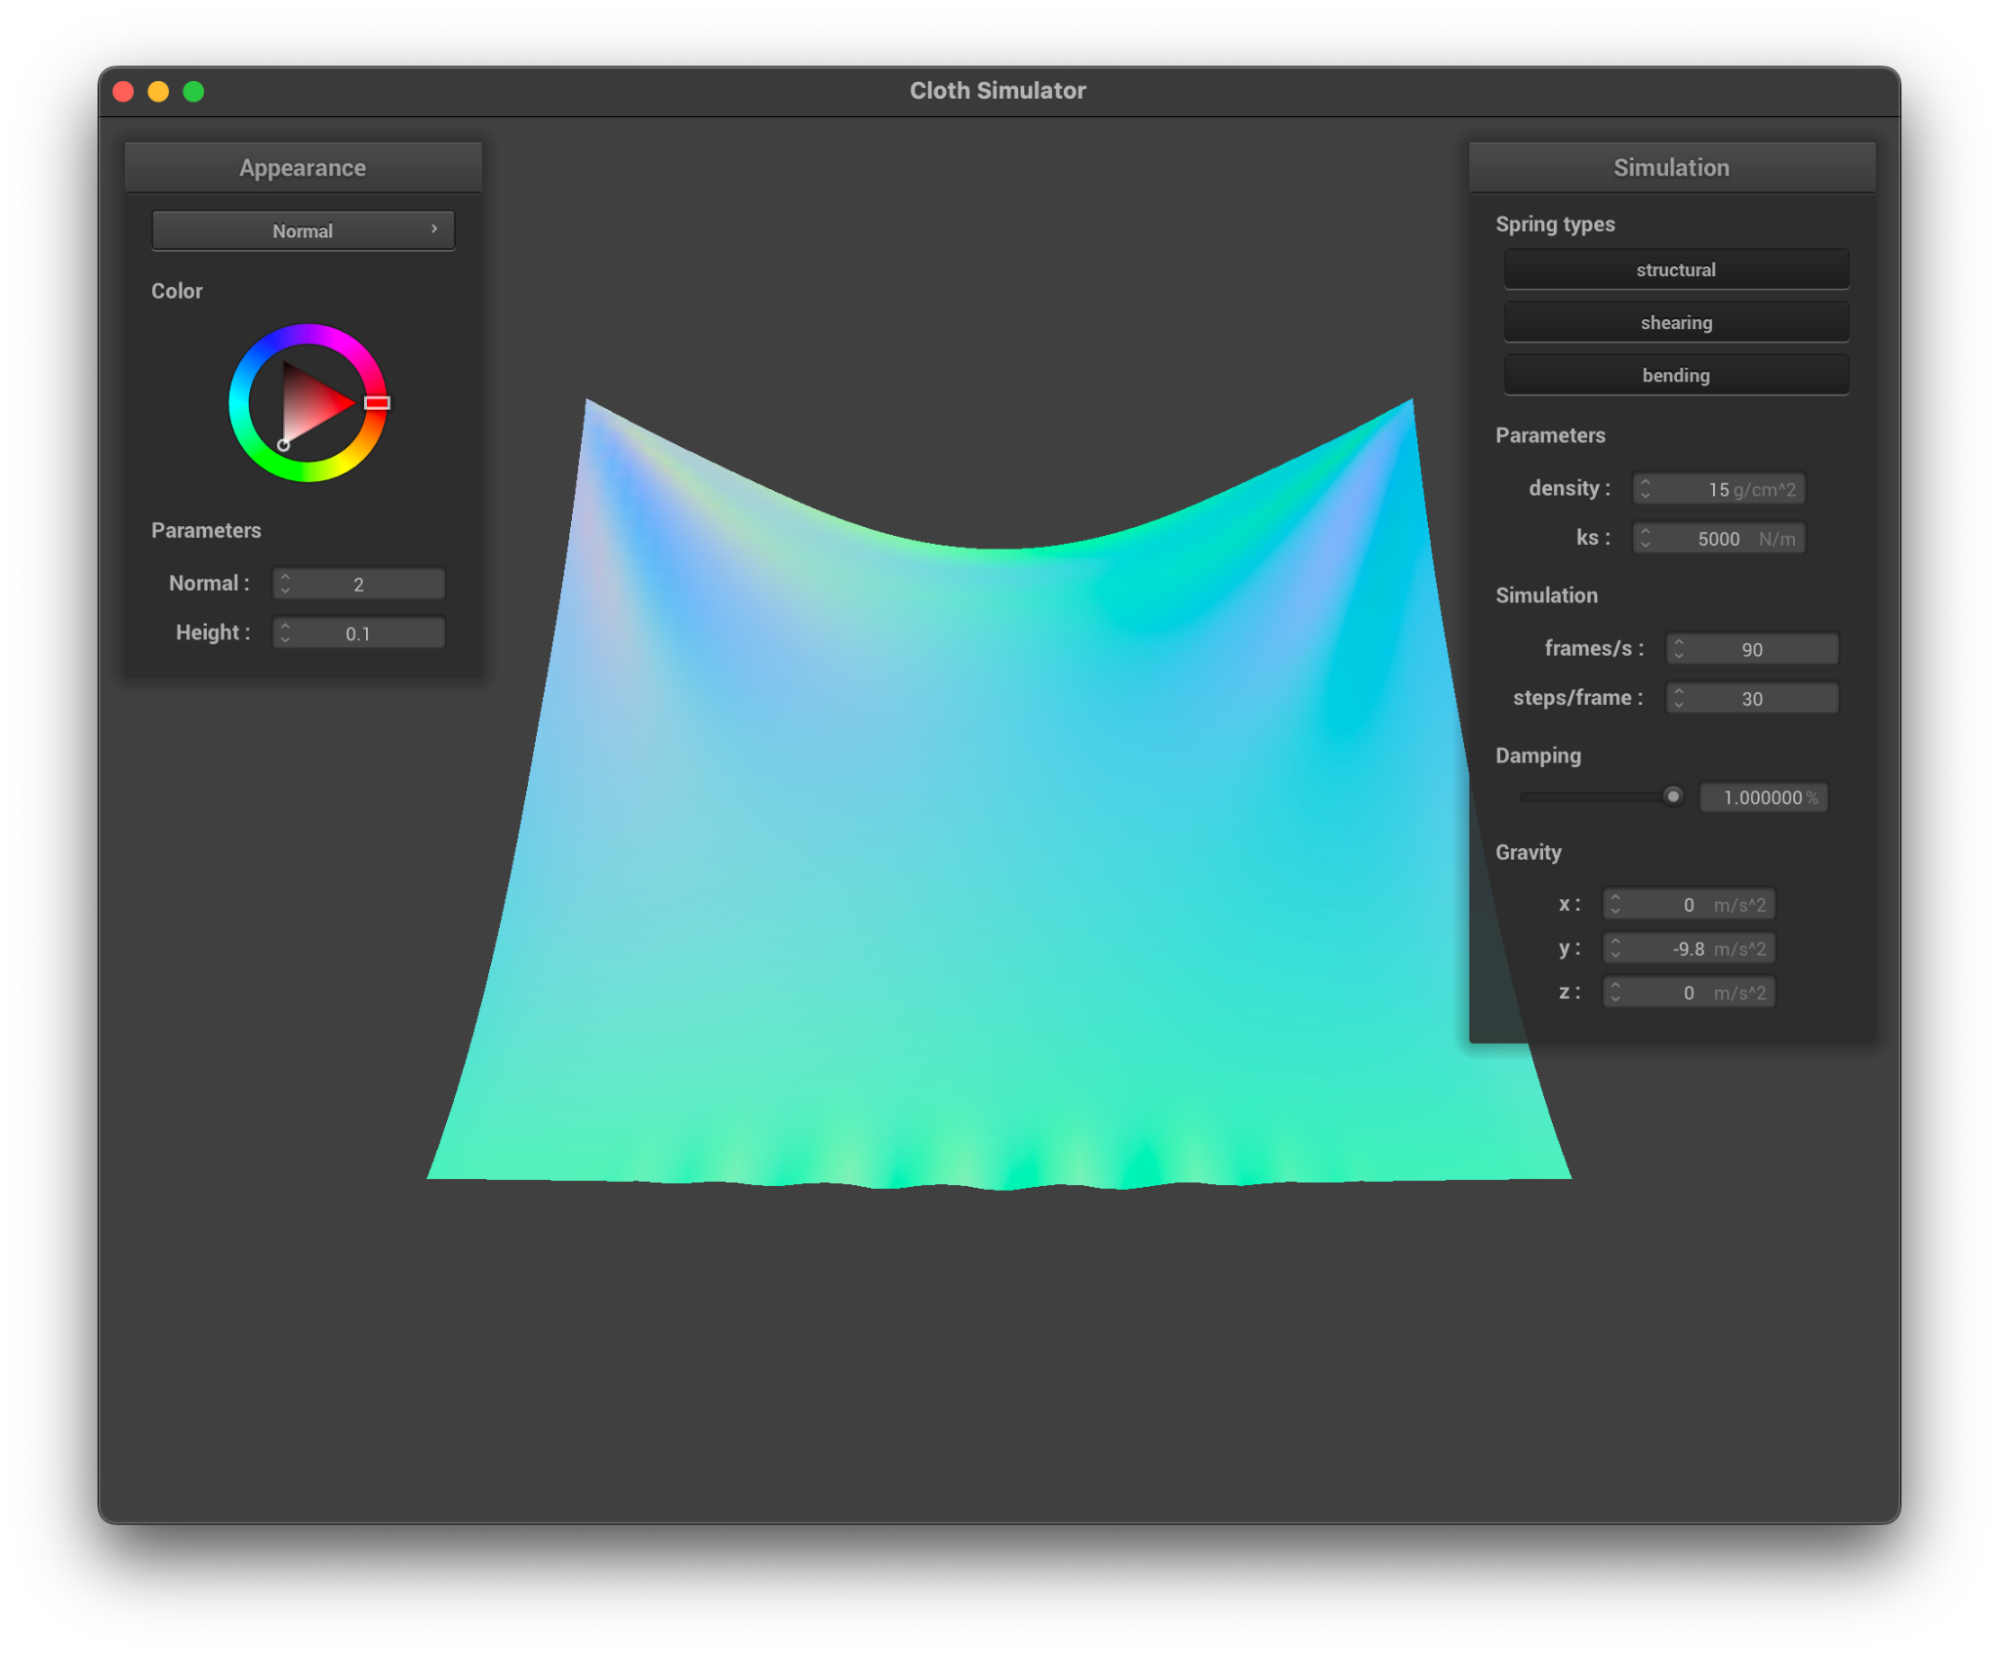 Cloth Simulator
Appearance
Normal
Color
Parameters
Normal : 2
Height : 0.1
Simulation
Spring types
structural
shearing
bending
Parameters
density : 15 g/cm^2
ks : 5000 N/m
Simulation
frames/s : 90
steps/frame : 30
Damping
1.000000 %
Gravity
x : 0 m/s^2
y : -9.8 m/s^2
z : 0 m/s^2